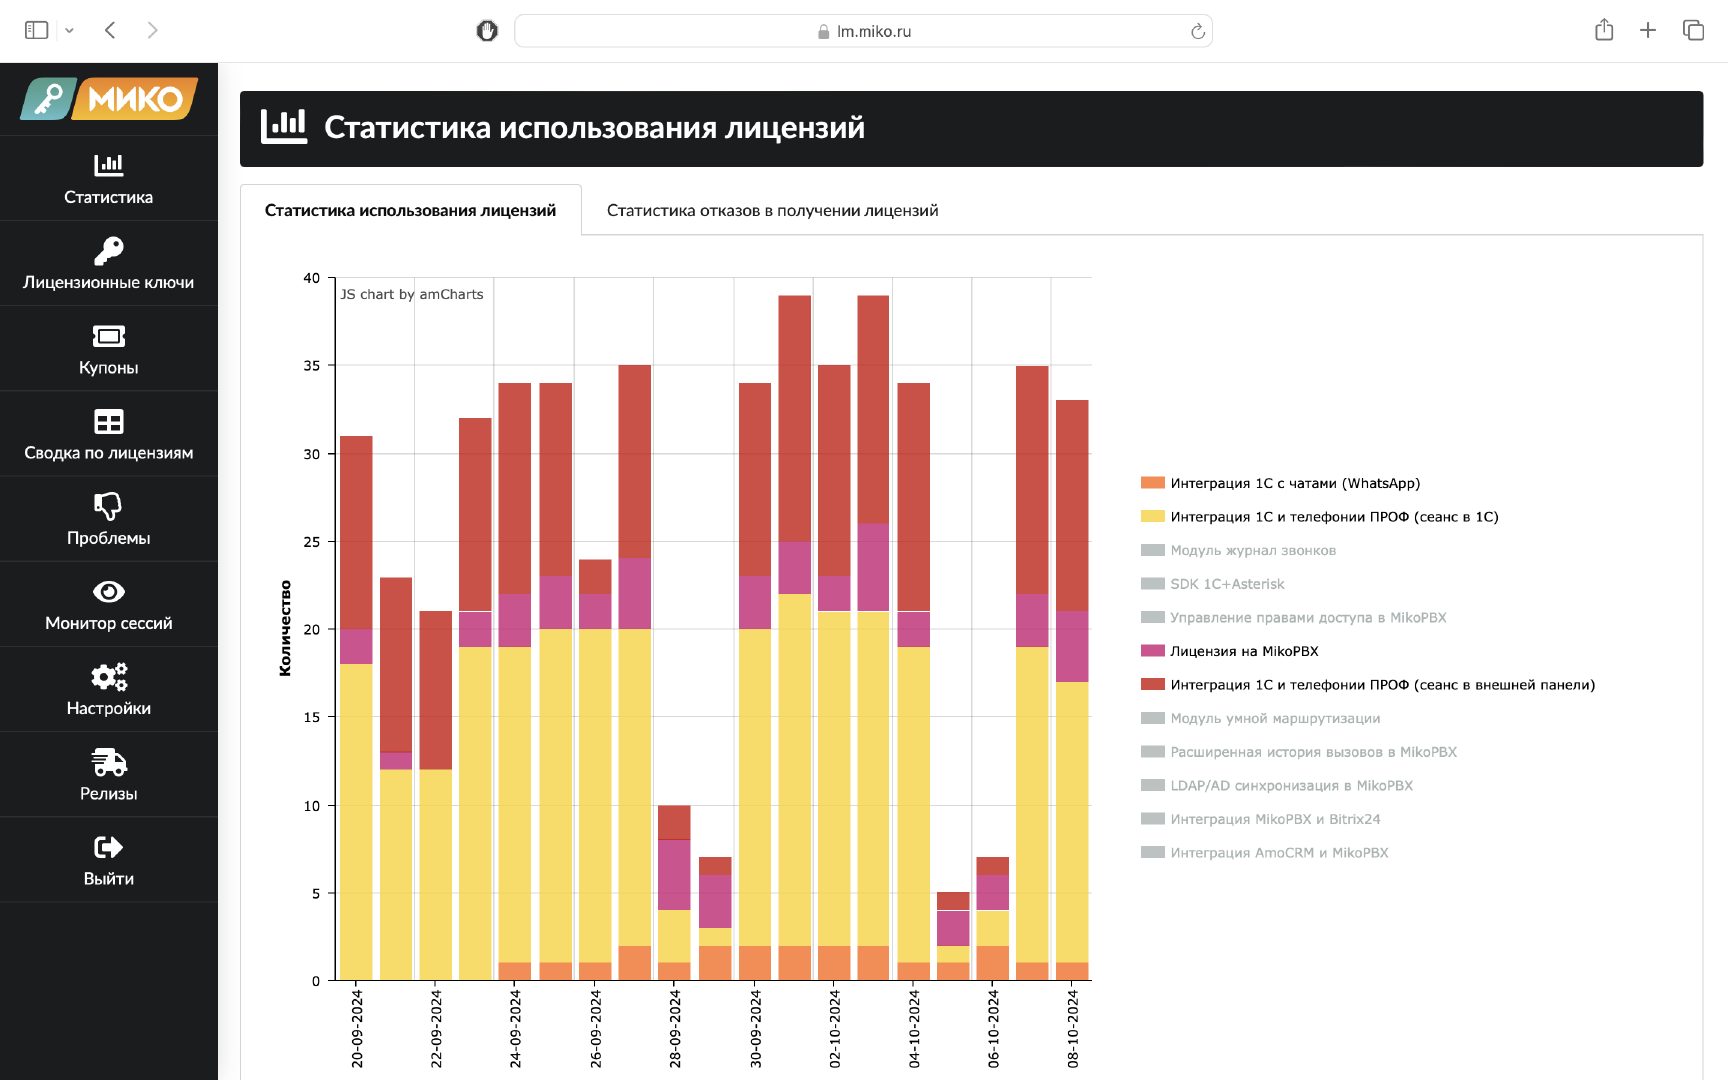 lm.miko.ru
МИКО
Статистика
Лицензионные ключи
Купоны
Сводка по лицензиям
Проблемы
Монитор сессий
Настройки
Релизы
Выйти
Статистика использования лицензий
Статистика использования лицензий
Статистика отказов в получении лицензий
JS chart by amCharts
Количество
40
35
30
25
20
15
10
5
0
20-09-2024
22-09-2024
24-09-2024
26-09-2024
28-09-2024
30-09-2024
02-10-2024
04-10-2024
06-10-2024
08-10-2024
Интеграция 1С с чатами (WhatsApp)
Интеграция 1С и телефонии ПРОФ (сеанс в 1С)
Модуль журнал звонков
SDK 1C+Asterisk
Управление правами доступа в MikoPBX
Лицензия на MikoPBX
Интеграция 1С и телефонии ПРОФ (сеанс в внешней панели)
Модуль умной маршрутизации
Расширенная история вызовов в MikoPBX
LDAP/AD синхронизация в MikoPBX
Интеграция MikoPBX и Bitrix24
Интеграция AmoCRM и MikoPBX